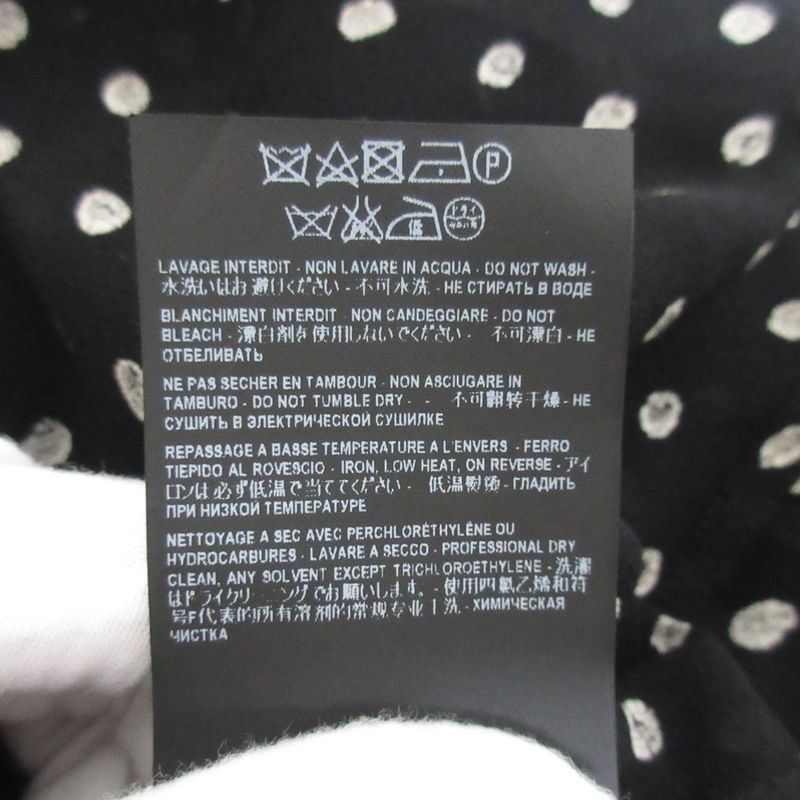 P
低 ドライ
LAVAGE INTERDIT - NON LAVARE IN ACQUA - DO NOT WASH -
水洗いはお避けください - 不可水洗 - НЕ СТИРАТЬ В ВОДЕ
BLANCHIMENT INTERDIT - NON CANDEGGIARE - DO NOT
BLEACH - 漂白剤を使用しないでください - 不可漂白 - НЕ
ОТБЕЛИВАТЬ
NE PAS SECHER EN TAMBOUR - NON ASCIUGARE IN
TAMBURO - DO NOT TUMBLE DRY - - 不可翻转干燥 - НЕ
СУШИТЬ В ЭЛЕКТРИЧЕСКОЙ СУШИЛКЕ
REPASSAGE A BASSE TEMPERATURE A L'ENVERS - FERRO
TIEPIDO AL ROVESCIO - IRON, LOW HEAT, ON REVERSE - アイ
ロンは必ず低温で当ててください - 低温熨烫 - ГЛАДИТЬ
ПРИ НИЗКОЙ ТЕМПЕРАТУРЕ
NETTOYAGE A SEC AVEC PERCHLORÉTHYLÈNE OU
HYDROCARBURES - LAVARE A SECCO - PROFESSIONAL DRY
CLEAN, ANY SOLVENT EXCEPT TRICHLOROETHYLENE - 洗濯
はドライクリーニングでお願いします。 - 使用四氯乙烯和符
号F代表的所有溶剂的常规专业干洗 - ХИМИЧЕСКАЯ
ЧИСТКА